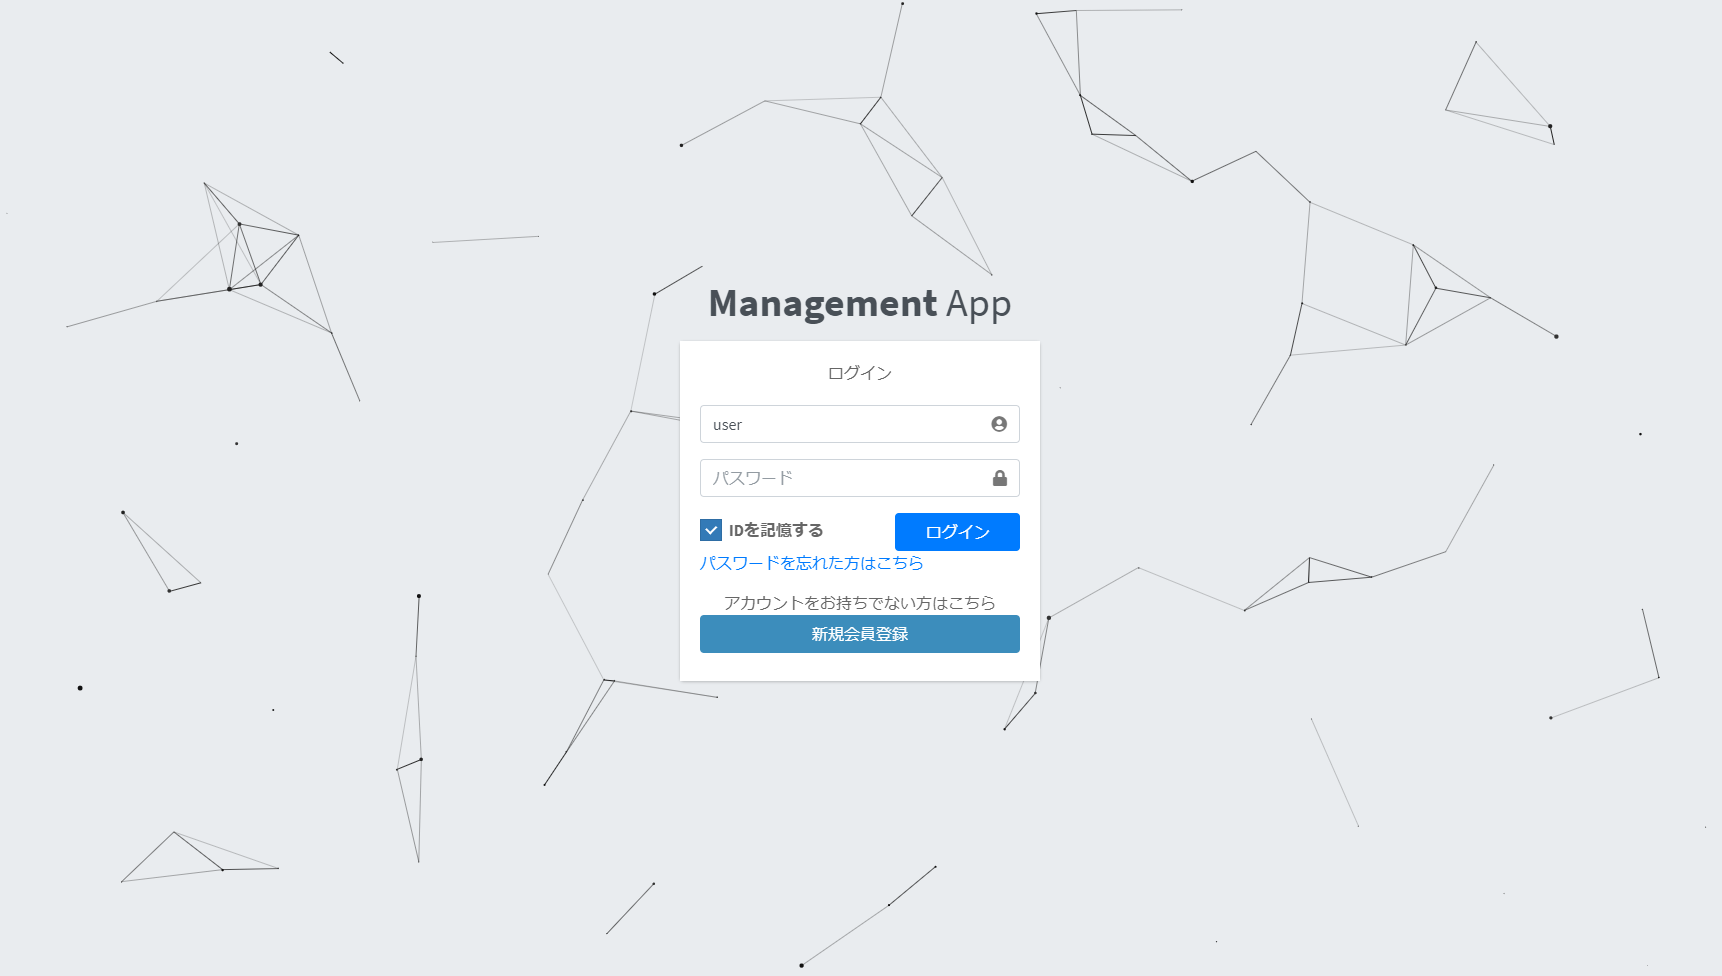 Management App
ログイン
user
パスワード
IDを記憶する
ログイン
パスワードを忘れた方はこちら
アカウントをお持ちでない方はこちら
新規会員登録